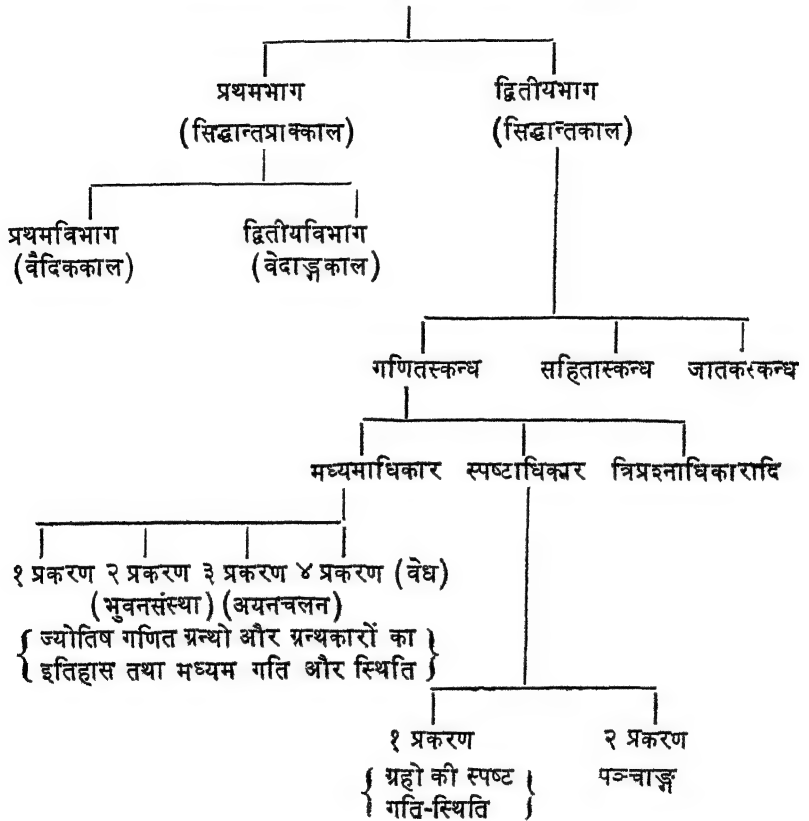 प्रथमभाग द्वितीयभाग
(सिद्धान्तप्राक्काल) (सिद्धान्तकाल)
प्रथमविभाग द्वितीयविभाग
(वैदिककाल) (वेदाङ्गकाल)
गणितस्कन्ध सहितास्कन्ध जातकस्कन्ध
मध्यमाधिकार स्पष्टाधिकार त्रिप्रश्नाधिकारादि
१ प्रकरण २ प्रकरण ३ प्रकरण ४ प्रकरण (वेध)
(भुवनसंस्था) (अयनचलन)
{ ज्योतिष गणित ग्रन्थो और ग्रन्थकारों का }
{ इतिहास तथा मध्यम गति और स्थिति }
१ प्रकरण २ प्रकरण
{ ग्रहो की स्पष्ट } पञ्चाङ्ग
{ गति-स्थिति }